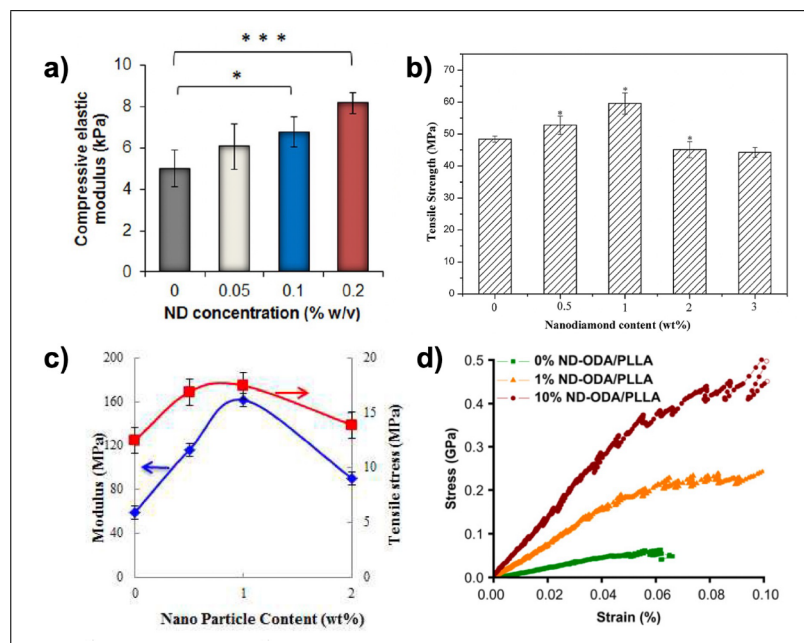 a)
* * *
*
Compressive elastic
modulus (kPa)
10
8
6
4
2
0
0 0.05 0.1 0.2
ND concentration (% w/v)
b)
Tensile Strength (MPa)
70
60
50
40
30
20
10
0
* * *
0 0.5 1 2 3
Nanodiamond content (wt%)
c)
Modulus (MPa)
200
160
120
80
40
0
20
15
10
5
0
Tensile stress (MPa)
0 1 2
Nano Particle Content (wt%)
d)
0% ND-ODA/PLLA
1% ND-ODA/PLLA
10% ND-ODA/PLLA
Stress (GPa)
0.5
0.4
0.3
0.2
0.1
0.0
0.00 0.02 0.04 0.06 0.08 0.10
Strain (%)